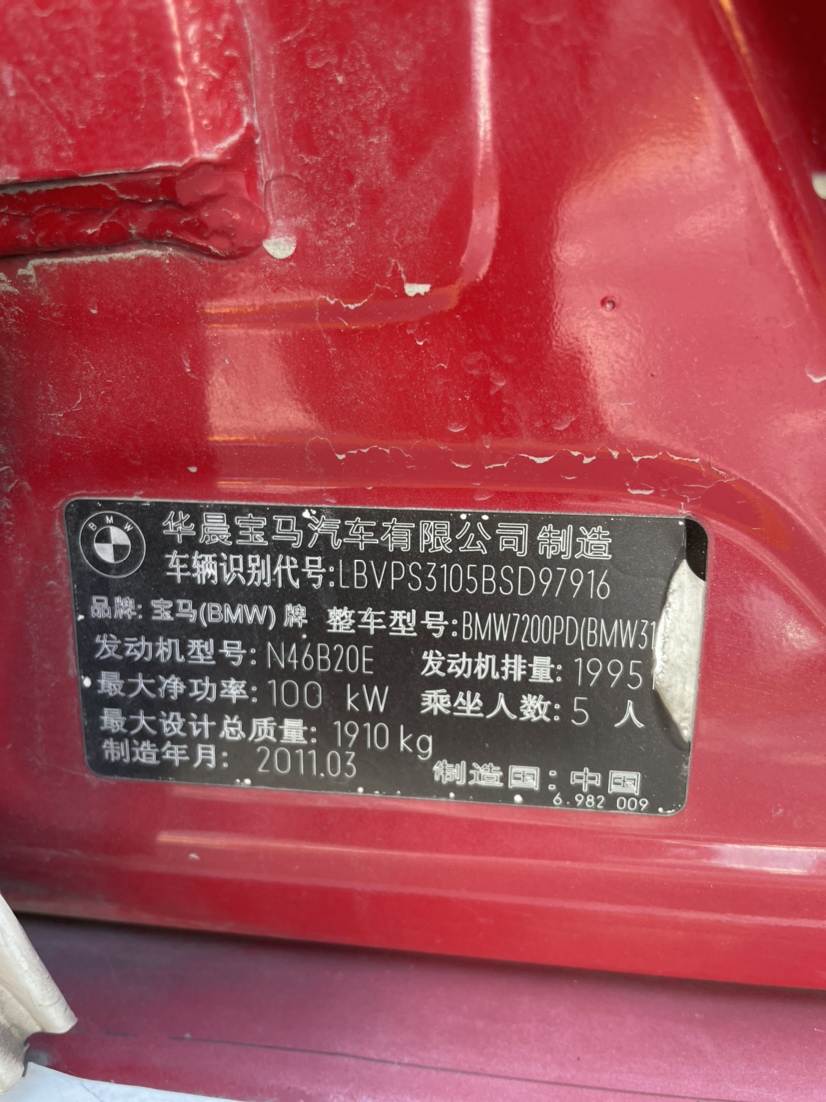 BMW
华晨宝马汽车有限公司 制造
车辆识别代号:LBVPS3105BSD97916
品牌: 宝马(BMW) 牌 整车型号:BMW7200PD(BMW31
发动机型号: N46B20E 发动机排量: 1995
最大净功率: 100 kW 乘坐人数: 5 人
最大设计总质量: 1910 kg
制造年月: 2011.03 制造国: 中国
6.982 009